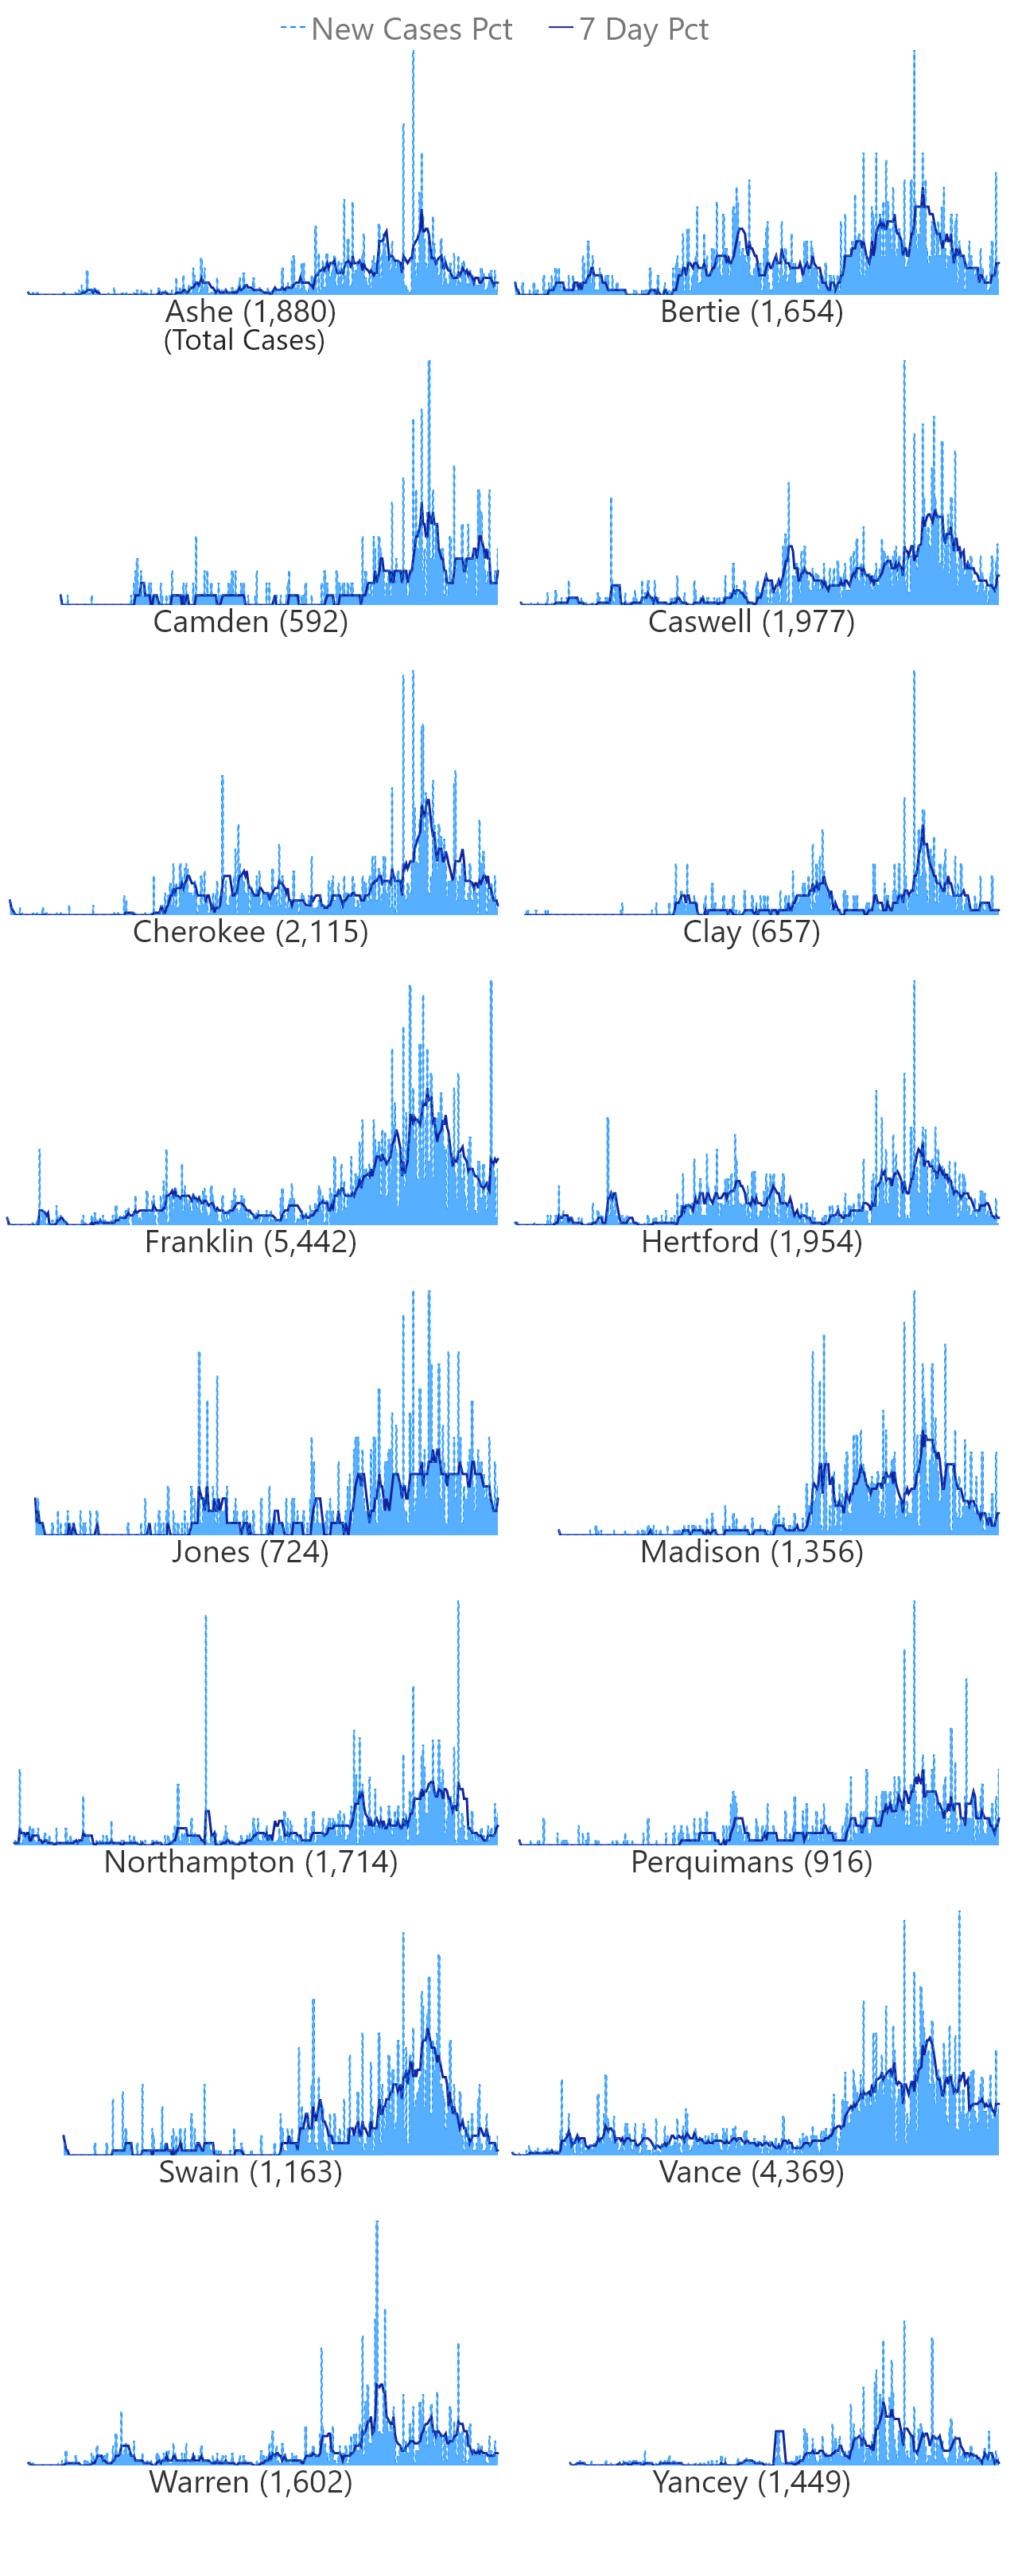 New Cases Pct 7 Day Pct
Ashe (1,880) Bertie (1,654)
(Total Cases)
Camden (592) Caswell (1,977)
Cherokee (2,115) Clay (657)
Franklin (5,442) Hertford (1,954)
Jones (724) Madison (1,356)
Northampton (1,714) Perquimans (916)
Swain (1,163) Vance (4,369)
Warren (1,602) Yancey (1,449)